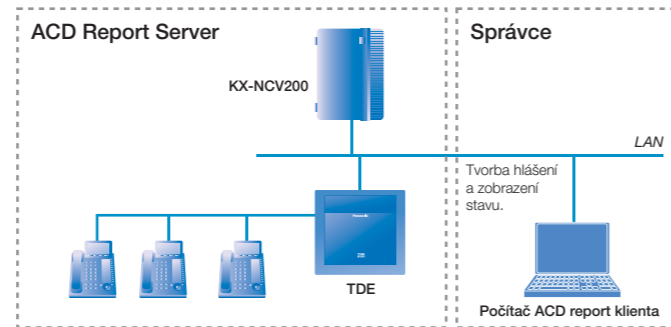 ACD Report Server
Správce
KX-NCV200
LAN
Tvorba hlášení
a zobrazení
stavu.
TDE
Počítač ACD report klienta